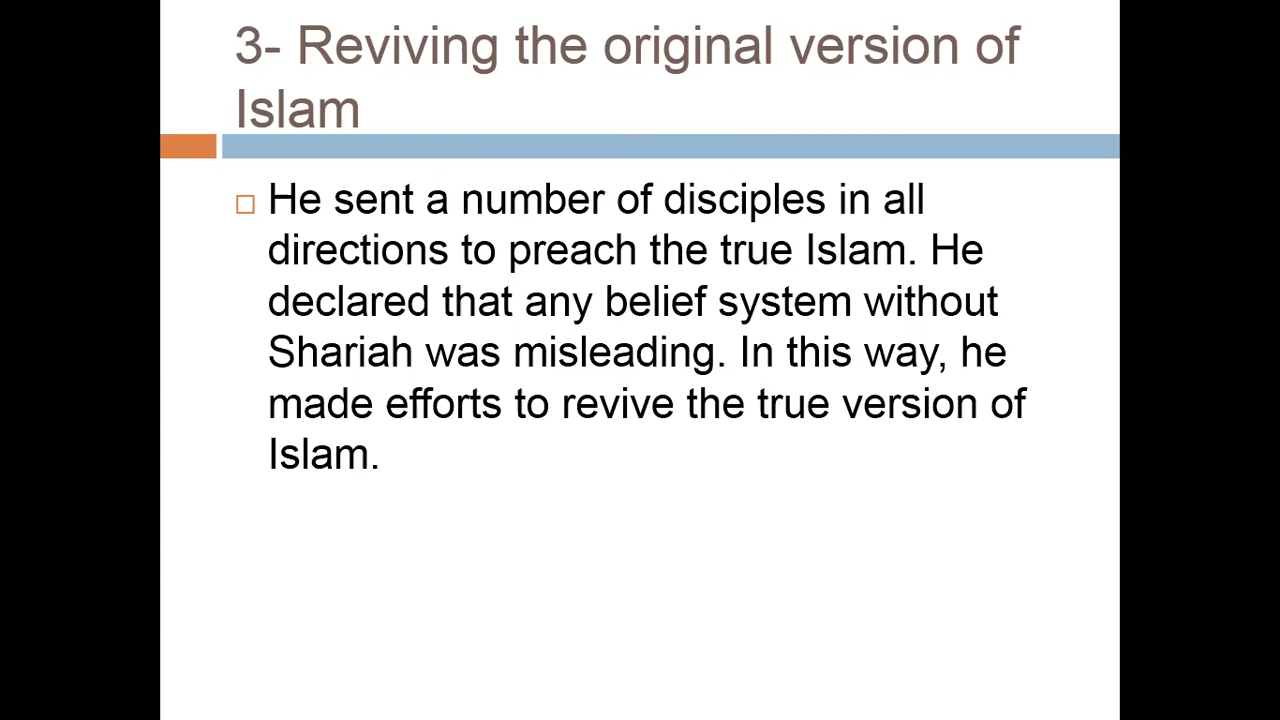 3- Reviving the original version of
Islam
He sent a number of disciples in all
directions to preach the true Islam. He
declared that any belief system without
Shariah was misleading. In this way, he
made efforts to revive the true version of
Islam.